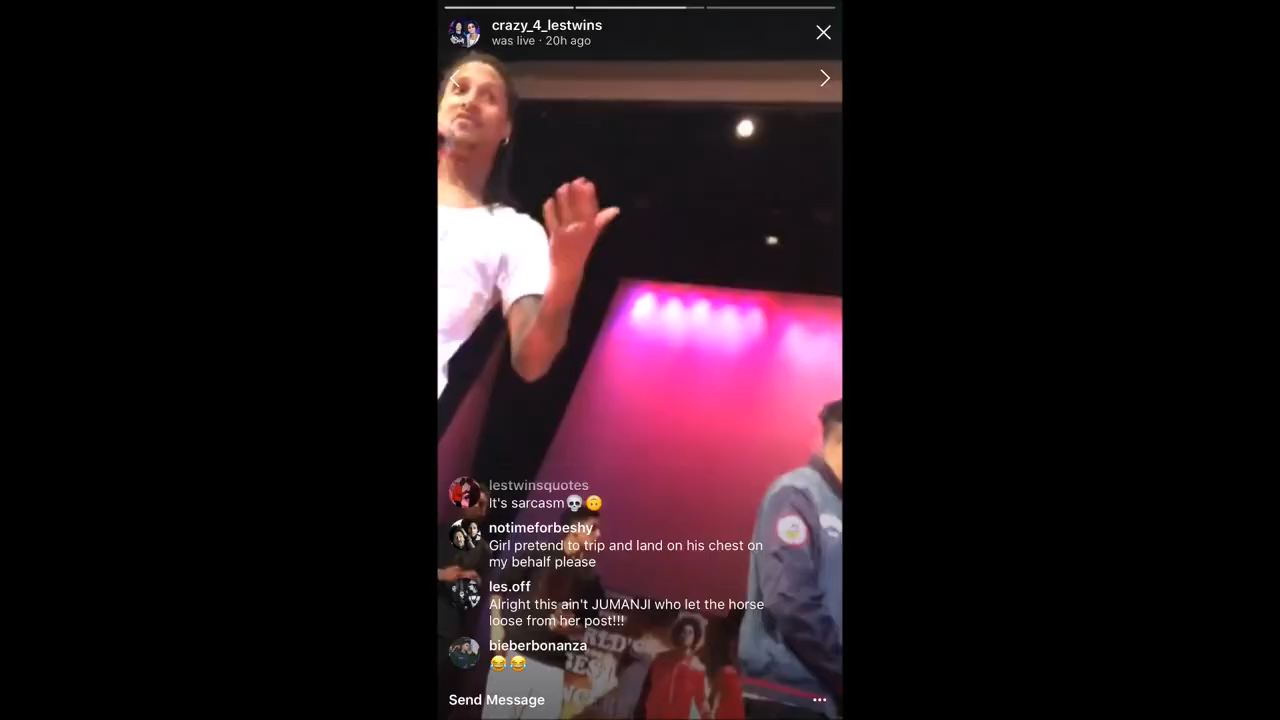 crazy_4_lestwins
was live · 20h ago
lestwinsquotes
It's sarcasm💀🙃
notimeforbeshy
Girl pretend to trip and land on his chest on
my behalf please
les.off
Alright this ain't JUMANJI who let the horse
loose from her post!!!
bieberbonanza
😂😂
Send Message